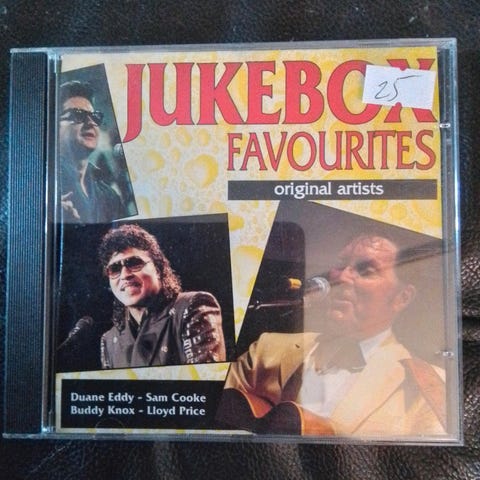 JUKEBOX
25
FAVOURITES
original artists
Duane Eddy - Sam Cooke
Buddy Knox - Lloyd Price